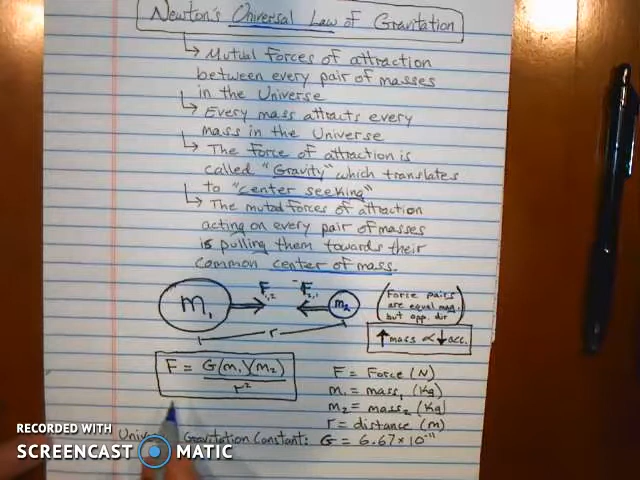 Newton's Universal Law of Gravitation
↳ Mutual forces of attraction
between every pair of masses
in the Universe
↳ Every mass attracts every
mass in the Universe
↳ The force of attraction is
called "Gravity" which translates
to "center seeking"
↳ The mutual forces of attraction
acting on every pair of masses
is pulling them towards their
common center of mass.
m₁ F₁,₂ -F₂,₁ m₂
(Force pairs
are equal mag.
but opp. dir)
r
↑ mass ∝ ↓ acc.
F = G(m₁)(m₂) / r²
F = Force (N)
m₁ = mass₁ (Kg)
m₂ = mass₂ (Kg)
r = distance (m)
Gravitation Constant: G = 6.67×10⁻¹¹
RECORDED WITH
SCREENCAST MATIC